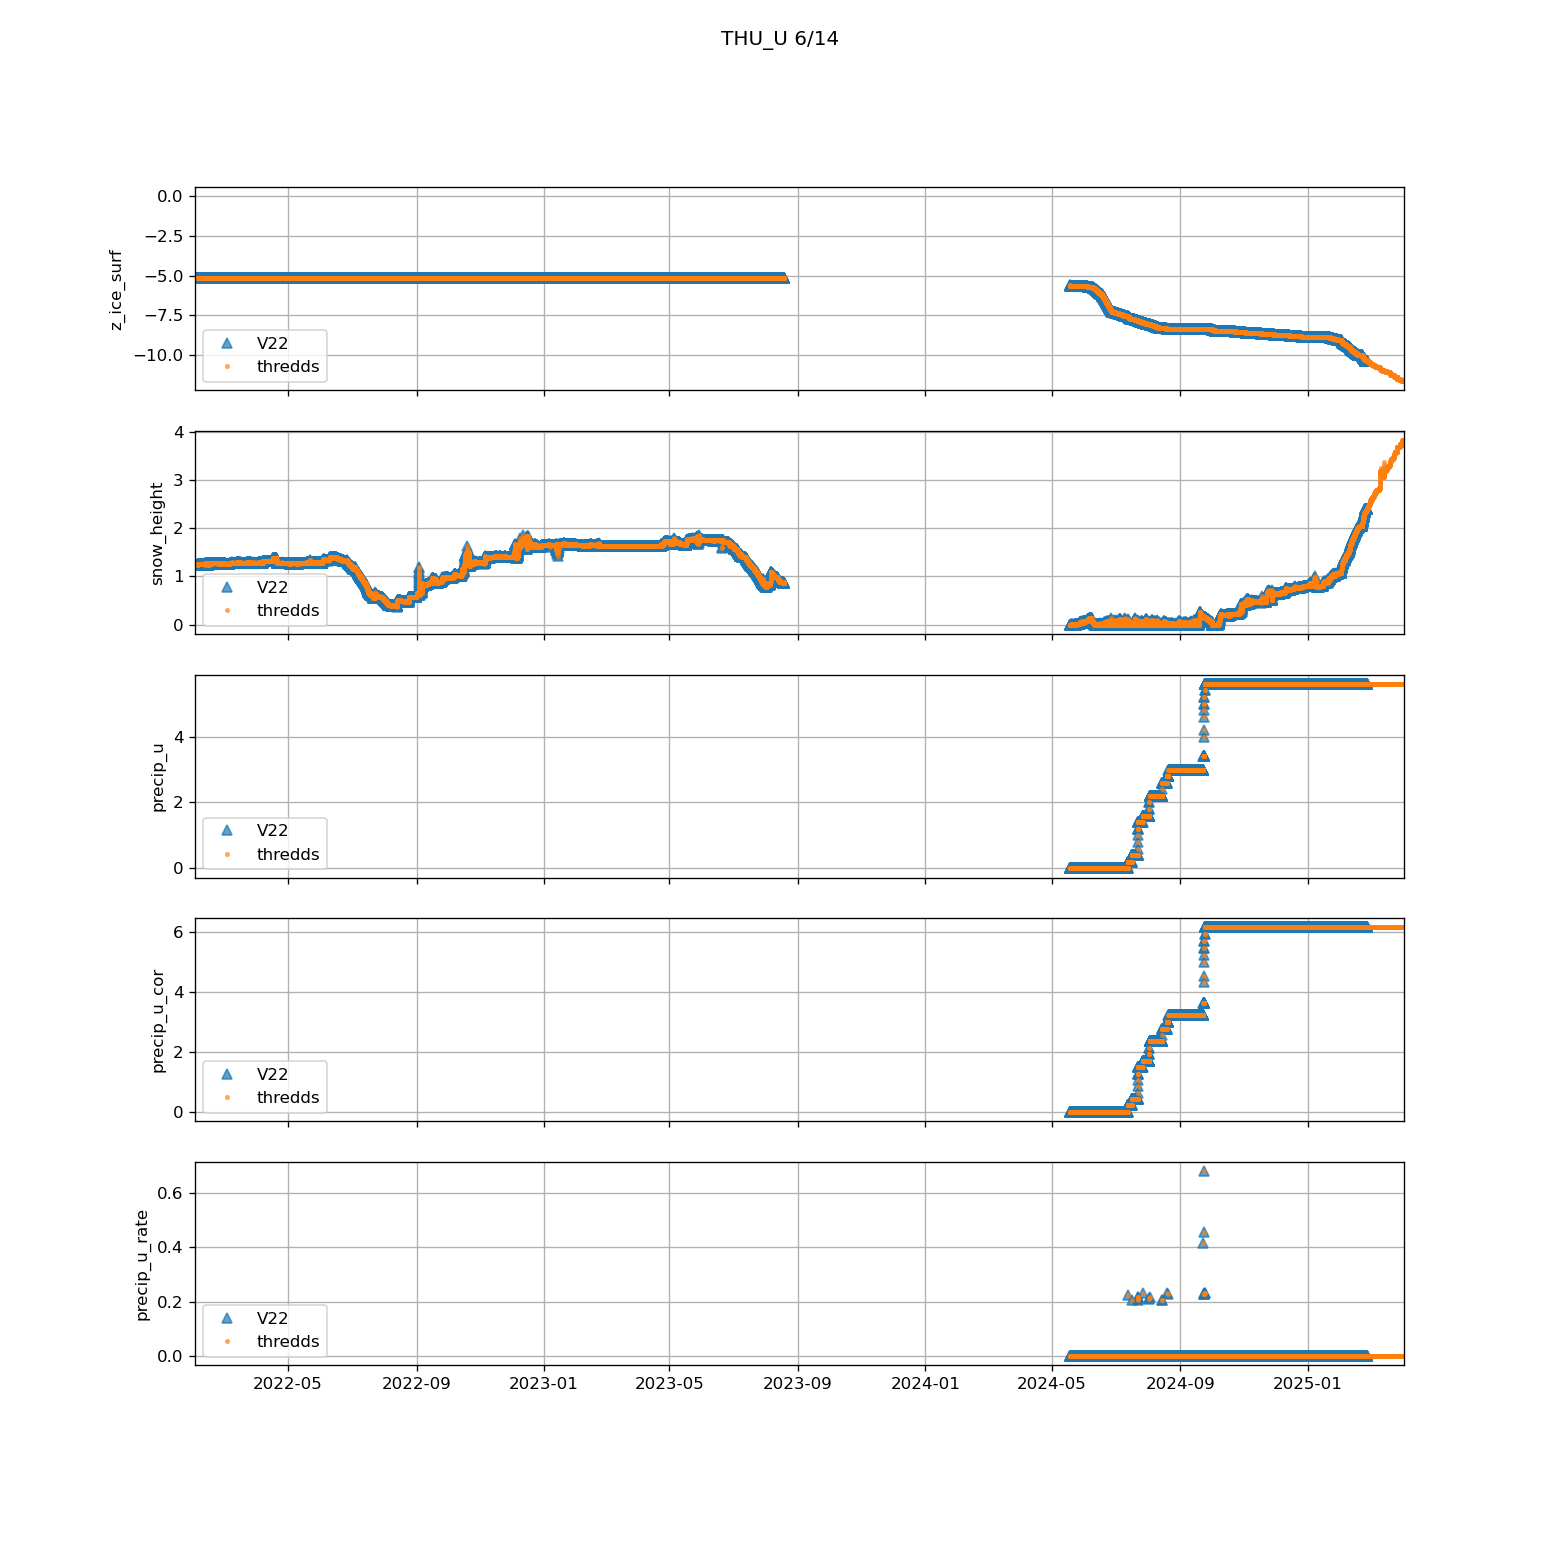 THU_U 6/14
0.0
−2.5
−5.0
−7.5
−10.0
z_ice_surf
V22
thredds
4
3
2
1
0
snow_height
V22
thredds
4
2
0
precip_u
V22
thredds
6
4
2
0
precip_u_cor
V22
thredds
0.6
0.4
0.2
0.0
precip_u_rate
V22
thredds
2022-05 2022-09 2023-01 2023-05 2023-09 2024-01 2024-05 2024-09 2025-01